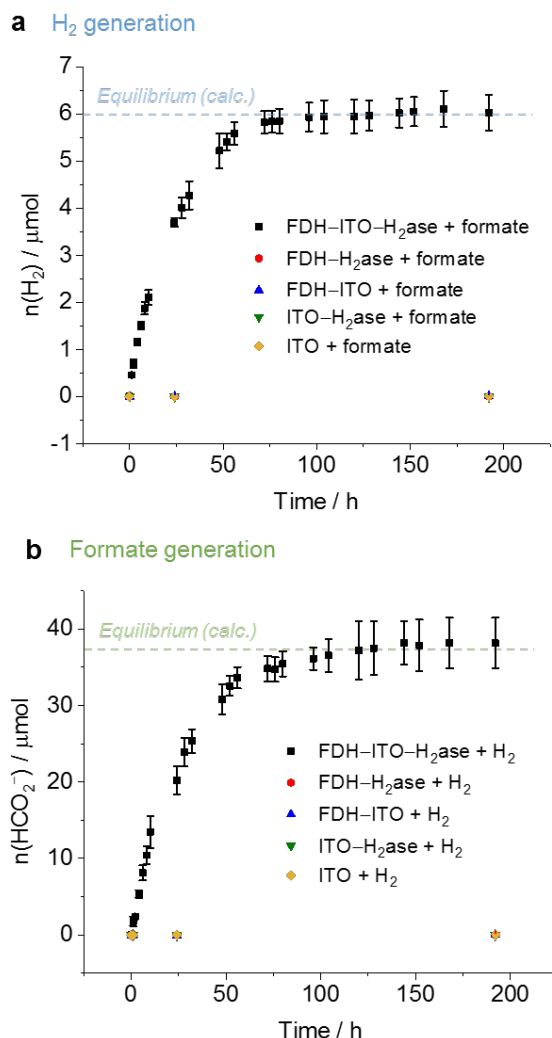 a H₂ generation
7
Equilibrium (calc.)
6
5
4
3
2
1
0
-1
n(H₂) / μmol
FDH–ITO–H₂ase + formate
FDH–H₂ase + formate
FDH–ITO + formate
ITO–H₂ase + formate
ITO + formate
0 50 100 150 200
Time / h
b Formate generation
Equilibrium (calc.)
40
30
20
10
0
n(HCO₂⁻) / μmol
FDH–ITO–H₂ase + H₂
FDH–H₂ase + H₂
FDH–ITO + H₂
ITO–H₂ase + H₂
ITO + H₂
0 50 100 150 200
Time / h